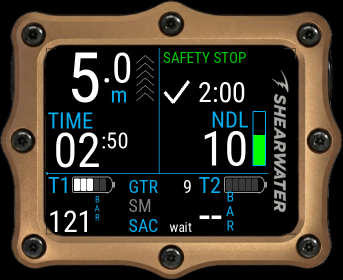 5.0 m
SAFETY STOP
2:00
TIME
02:50
NDL
10
T1
121 BAR
GTR 9
SM
SAC wait
T2
-- BAR
SHEARWATER